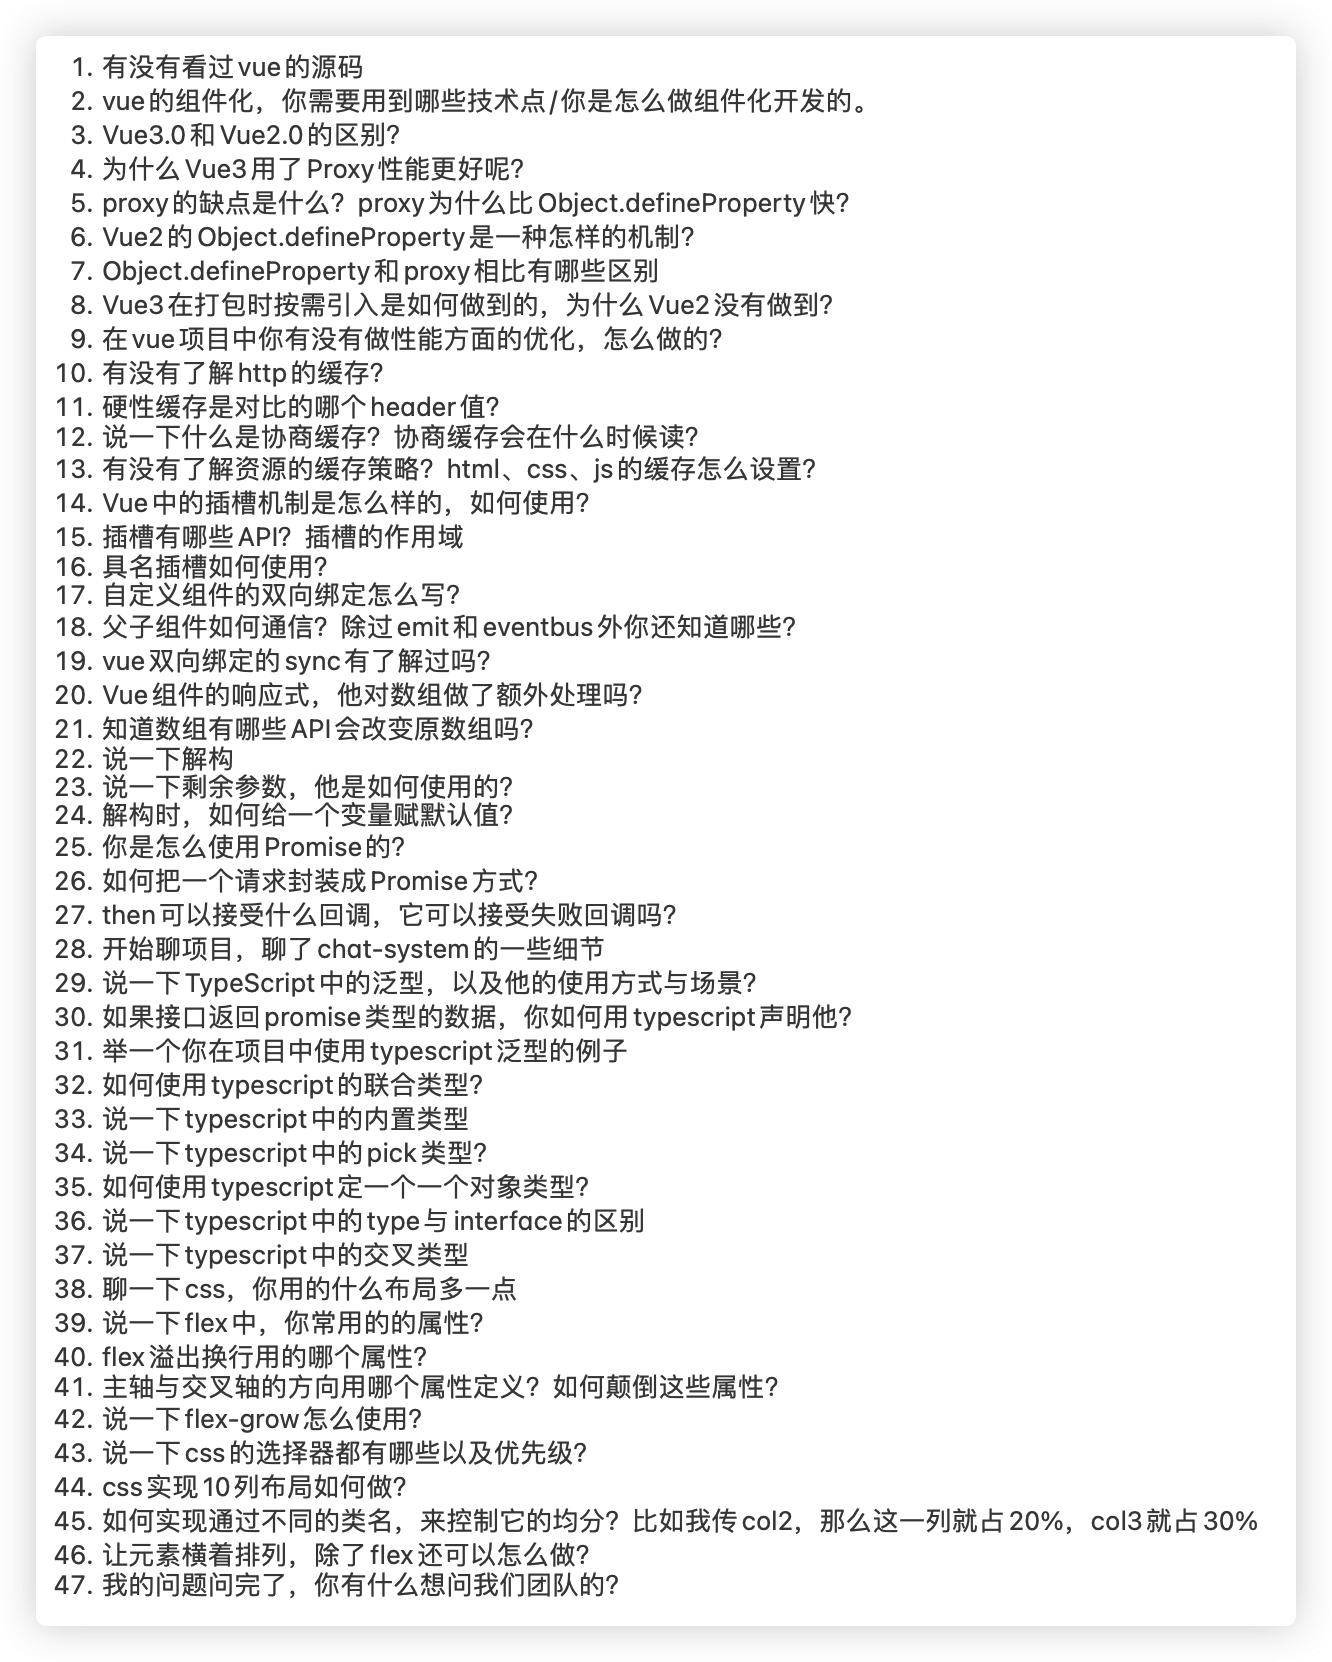 1. 有没有看过vue的源码
2. vue的组件化，你需要用到哪些技术点/你是怎么做组件化开发的。
3. Vue3.0和Vue2.0的区别?
4. 为什么Vue3用了Proxy性能更好呢?
5. proxy的缺点是什么？proxy为什么比Object.defineProperty快?
6. Vue2的Object.defineProperty是一种怎样的机制?
7. Object.defineProperty和proxy相比有哪些区别
8. Vue3在打包时按需引入是如何做到的，为什么Vue2没有做到?
9. 在vue项目中你有没有做性能方面的优化，怎么做的?
10. 有没有了解http的缓存?
11. 硬性缓存是对比的哪个header值?
12. 说一下什么是协商缓存？协商缓存会在什么时候读?
13. 有没有了解资源的缓存策略？html、css、js的缓存怎么设置?
14. Vue中的插槽机制是怎么样的，如何使用?
15. 插槽有哪些API？插槽的作用域
16. 具名插槽如何使用?
17. 自定义组件的双向绑定怎么写?
18. 父子组件如何通信？除过emit和eventbus外你还知道哪些?
19. vue双向绑定的sync有了解过吗?
20. Vue组件的响应式，他对数组做了额外处理吗?
21. 知道数组有哪些API会改变原数组吗?
22. 说一下解构
23. 说一下剩余参数，他是如何使用的?
24. 解构时，如何给一个变量赋默认值?
25. 你是怎么使用Promise的?
26. 如何把一个请求封装成Promise方式?
27. then可以接受什么回调，它可以接受失败回调吗?
28. 开始聊项目，聊了chat-system的一些细节
29. 说一下TypeScript中的泛型，以及他的使用方式与场景?
30. 如果接口返回promise类型的数据，你如何用typescript声明他?
31. 举一个你在项目中使用typescript泛型的例子
32. 如何使用typescript的联合类型?
33. 说一下typescript中的内置类型
34. 说一下typescript中的pick类型?
35. 如何使用typescript定一个一个对象类型?
36. 说一下typescript中的type与interface的区别
37. 说一下typescript中的交叉类型
38. 聊一下css，你用的什么布局多一点
39. 说一下flex中，你常用的的属性?
40. flex溢出换行用的哪个属性?
41. 主轴与交叉轴的方向用哪个属性定义？如何颠倒这些属性?
42. 说一下flex-grow怎么使用?
43. 说一下css的选择器都有哪些以及优先级?
44. css实现10列布局如何做?
45. 如何实现通过不同的类名，来控制它的均分？比如我传col2，那么这一列就占20%，col3就占30%
46. 让元素横着排列，除了flex还可以怎么做?
47. 我的问题问完了，你有什么想问我们团队的?